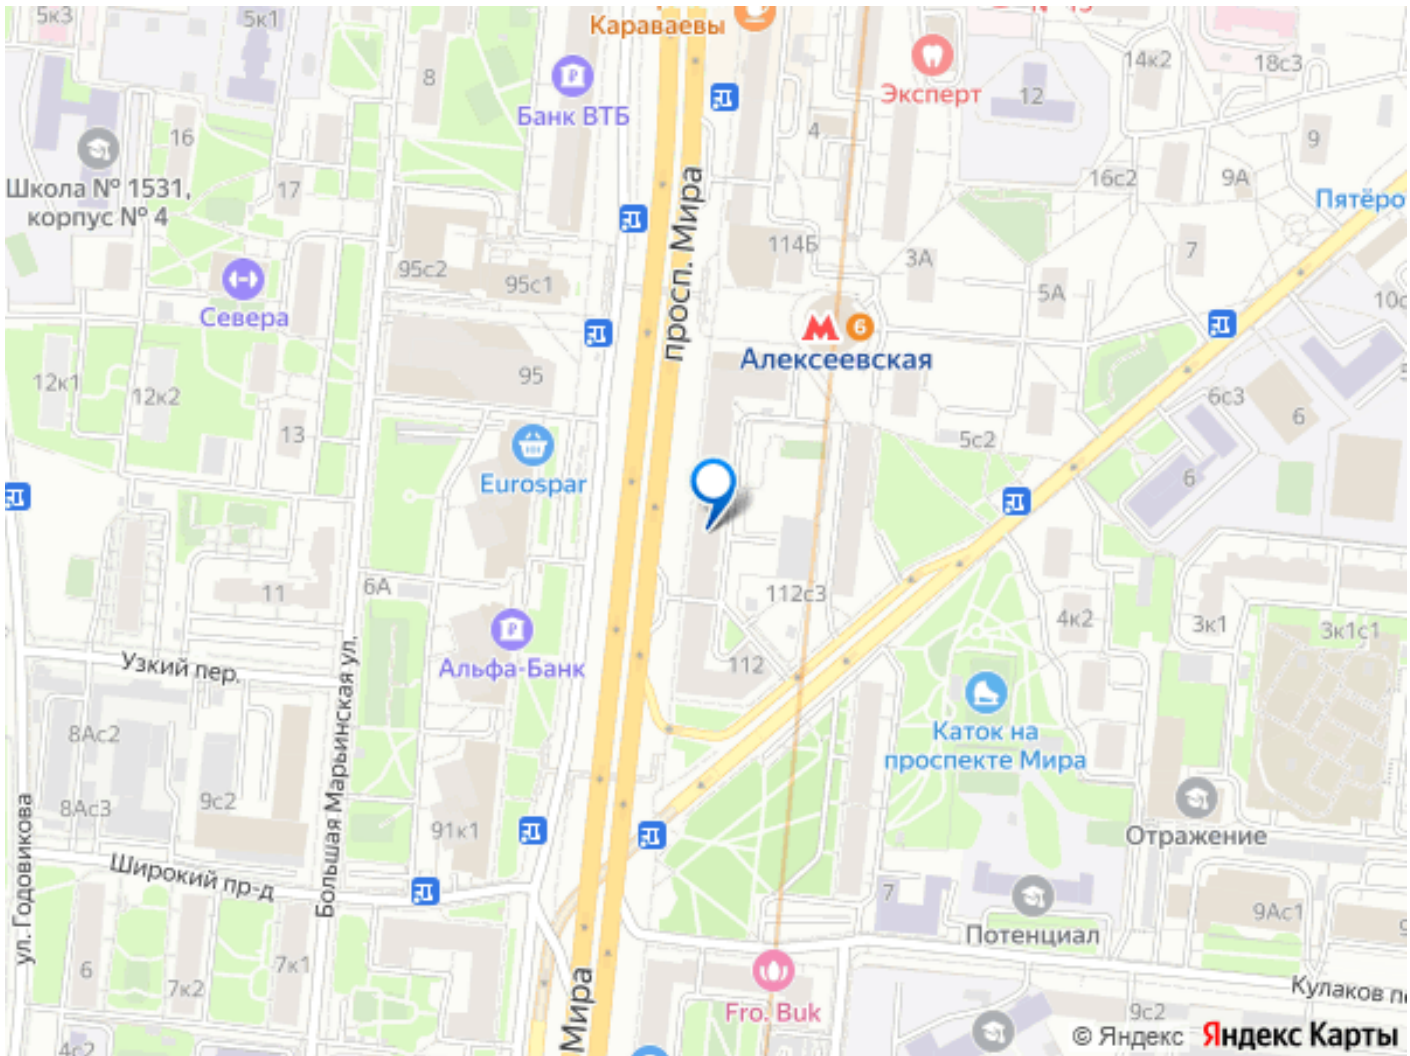 5к3
5к1
Караваевы
№ 13
8
Банк ВТБ
Эксперт
12
14к2
18с3
16
4
9
Школа № 1531,
корпус № 4
17
16с2
9А
Пятёро
просп. Мира
114Б
3А
7
95с2
95с1
5А
10с
Севера
6
Алексеевская
12к1
12к2
95
6с3
6
13
5с2
Eurospar
6
11
6А
112с3
4к2
3к1
3к1с1
Узкий пер.
Альфа-Банк
112
8Ас2
Каток на
проспекте Мира
Большая Марьинская ул.
8Ас3
9с2
91к1
Отражение
ул. Годовикова
Широкий пр-д
7
9Ас1
Потенциал
6
7к1
7к2
Мира
Fro. Buk
Кулаков п
9с2
4с2
© Яндекс Яндекс Карты